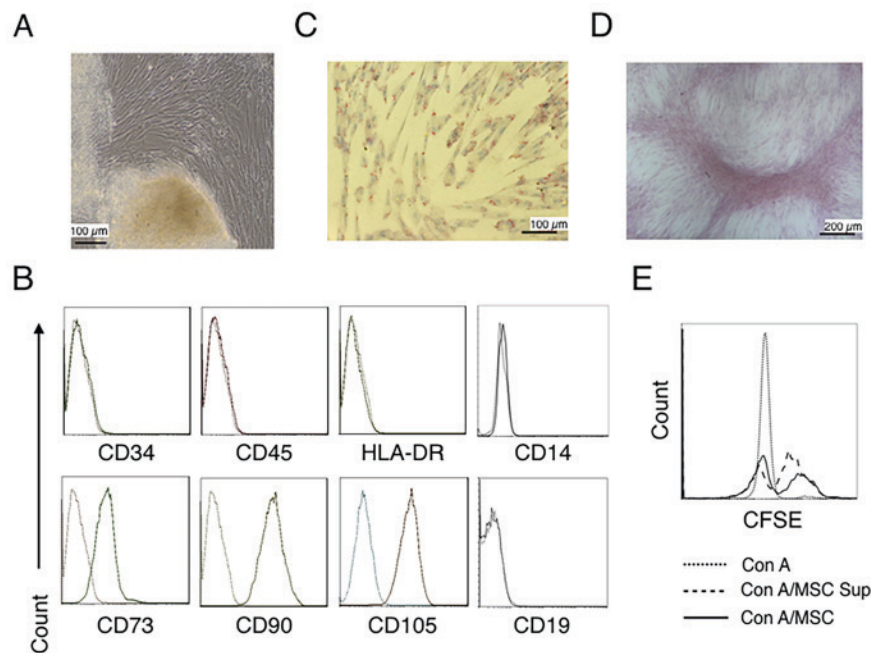 A
C
D
100 µm
100 µm
200 µm
B
E
Count
CD34
CD45
HLA-DR
CD14
CD73
CD90
CD105
CD19
Count
CFSE
Con A
Con A/MSC Sup
Con A/MSC